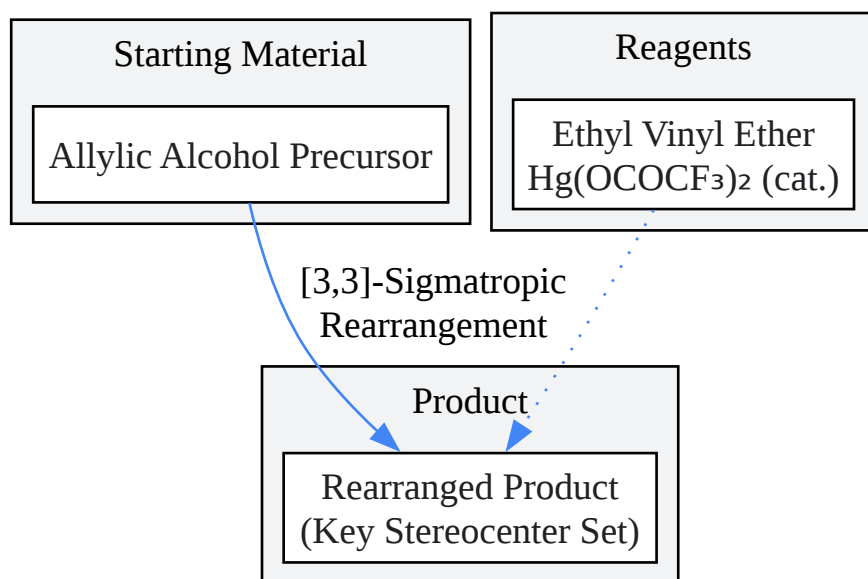 Starting Material
Allylic Alcohol Precursor
Reagents
Ethyl Vinyl Ether
Hg(OCOCF₃)₂ (cat.)
[3,3]-Sigmatropic
Rearrangement
Product
Rearranged Product
(Key Stereocenter Set)